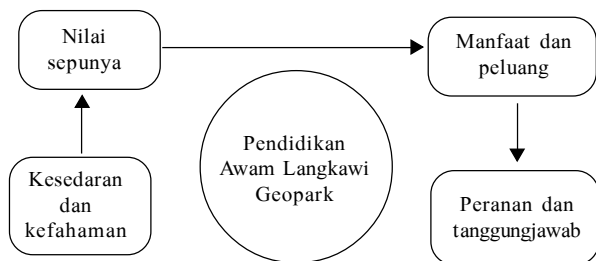 Nilai
sepunya
Manfaat dan
peluang
Pendidikan
Awam Langkawi
Geopark
Kesedaran
dan
kefahaman
Peranan dan
tanggungjawab